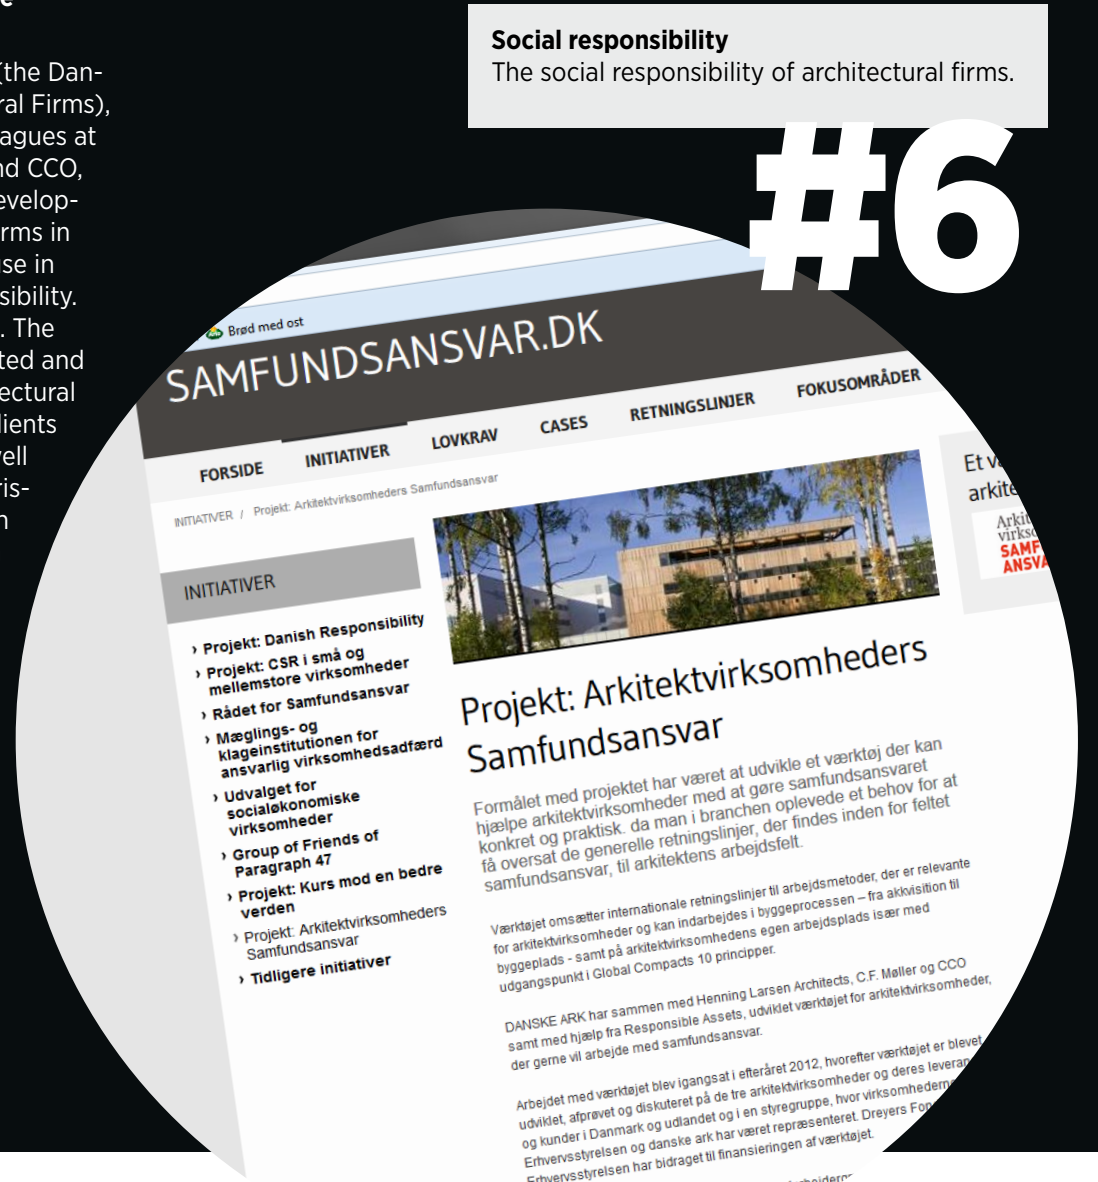 (the Dan-
ral Firms),
agues at
nd CCO,
evelop-
rms in
se in
sibility.
. The
ted and
ectural
lients
ell
ris-
n
Social responsibility
The social responsibility of architectural firms.
#6
Brød med ost
SAMFUNDSANSVAR.DK
FORSIDE INITIATIVER LOVKRAV CASES RETNINGSLINJER FOKUSOMRÅDER
INITIATIVER / Projekt: Arkitektvirksomheders Samfundsansvar
INITIATIVER
› Projekt: Danish Responsibility
› Projekt: CSR i små og
mellemstore virksomheder
› Rådet for Samfundsansvar
› Mæglings- og
klageinstitutionen for
ansvarlig virksomhedsadfærd
› Udvalget for
socialøkonomiske
virksomheder
› Group of Friends of
Paragraph 47
› Projekt: Kurs mod en bedre
verden
› Projekt: Arkitektvirksomheders
Samfundsansvar
› Tidligere initiativer
Projekt: Arkitektvirksomheders
Samfundsansvar
Formålet med projektet har været at udvikle et værktøj der kan
hjælpe arkitektvirksomheder med at gøre samfundsansvaret
konkret og praktisk. da man i branchen oplevede et behov for at
få oversat de generelle retningslinjer, der findes inden for feltet
samfundsansvar, til arkitektens arbejdsfelt.
Værktøjet omsætter internationale retningslinjer til arbejdsmetoder, der er relevante
for arkitektvirksomheder og kan indarbejdes i byggeprocessen – fra akkvisition til
byggeplads - samt på arkitektvirksomhedens egen arbejdsplads især med
udgangspunkt i Global Compacts 10 principper.
DANSKE ARK har sammen med Henning Larsen Architects, C.F. Møller og CCO
samt med hjælp fra Responsible Assets, udviklet værktøjet for arkitektvirksomheder,
der gerne vil arbejde med samfundsansvar.
Arbejdet med værktøjet blev igangsat i efteråret 2012, hvorefter værktøjet er blevet
udviklet, afprøvet og diskuteret på de tre arkitektvirksomheder og deres leveran
og kunder i Danmark og udlandet og i en styregruppe, hvor virksomhederne
Erhvervsstyrelsen og danske ark har været repræsenteret. Dreyers Fon
Erhvervsstyrelsen har bidraget til finansieringen af værktøjet.
Et v
arkite
Arkit
virkso
SAMF
ANSVA